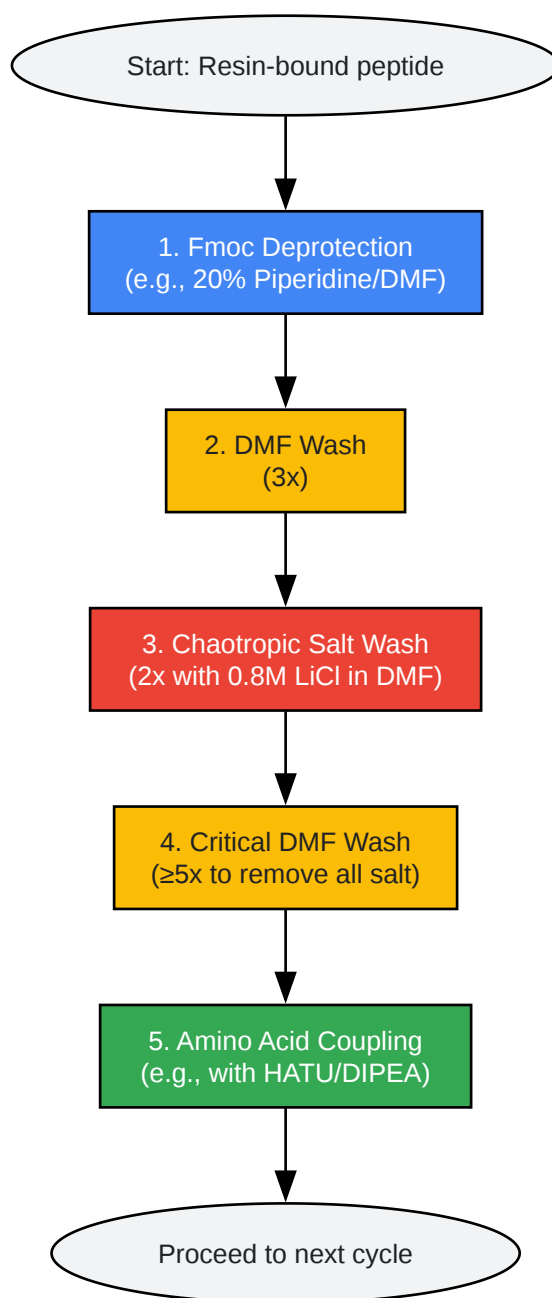 Start: Resin-bound peptide
1. Fmoc Deprotection
(e.g., 20% Piperidine/DMF)
2. DMF Wash
(3x)
3. Chaotropic Salt Wash
(2x with 0.8M LiCl in DMF)
4. Critical DMF Wash
(≥5x to remove all salt)
5. Amino Acid Coupling
(e.g., with HATU/DIPEA)
Proceed to next cycle